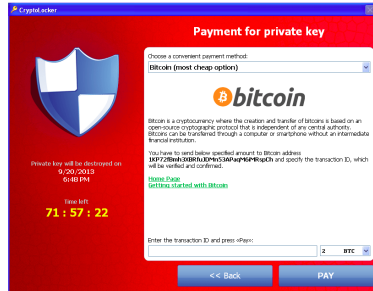 CryptoLocker
Payment for private key
Choose a convenient payment method:
Bitcoin (most cheap option)
bitcoin
Bitcoin is a cryptocurrency where the creation and transfer of bitcoins is based on an
open-source cryptographic protocol that is independent of any central authority.
Bitcoins can be transferred through a computer or smartphone without an intermediate
financial institution.
You have to send below specified amount to Bitcoin address
and specify the transaction ID, which
will be verified and confirmed.
Home Page
Getting started with Bitcoin
Private key will be destroyed on
9/20/2013
6:48 PM
Time left
71 : 57 : 22
Enter the transaction ID and press «Pay»:
2 BTC
<< Back
PAY